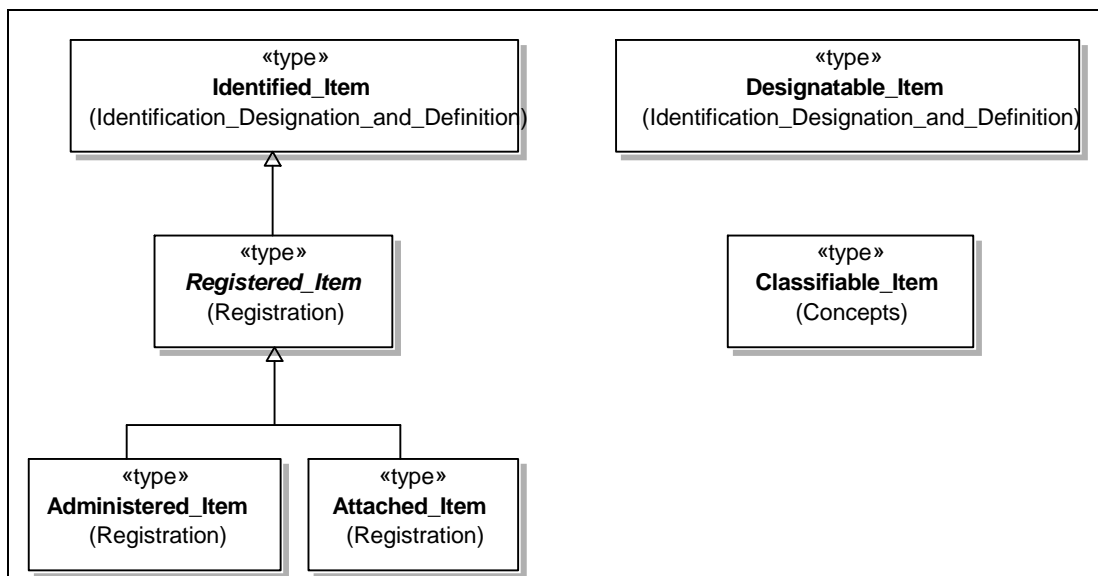 «type»
Identified_Item
(Identification_Designation_and_Definition)
«type»
Designatable_Item
(Identification_Designation_and_Definition)
«type»
Registered_Item
(Registration)
«type»
Classifiable_Item
(Concepts)
«type»
Administered_Item
(Registration)
«type»
Attached_Item
(Registration)